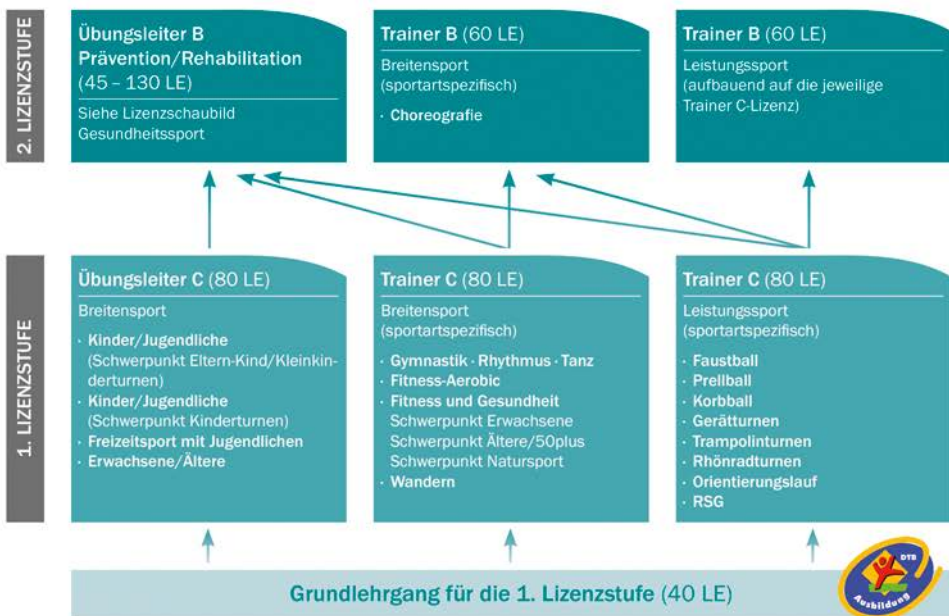 2. LIZENZSTUFE
Übungsleiter B
Prävention/Rehabilitation
(45 – 130 LE)
Siehe Lizenzschaubild
Gesundheitssport
Trainer B (60 LE)
Breitensport
(sportartspezifisch)
· Choreografie
Trainer B (60 LE)
Leistungssport
(aufbauend auf die jeweilige
Trainer C-Lizenz)
1. LIZENZSTUFE
Übungsleiter C (80 LE)
Breitensport
· Kinder/Jugendliche
(Schwerpunkt Eltern-Kind/Kleinkin-
derturnen)
· Kinder/Jugendliche
(Schwerpunkt Kinderturnen)
· Freizeitsport mit Jugendlichen
· Erwachsene/Ältere
Trainer C (80 LE)
Breitensport
(sportartspezifisch)
· Gymnastik · Rhythmus · Tanz
· Fitness-Aerobic
· Fitness und Gesundheit
Schwerpunkt Erwachsene
Schwerpunkt Ältere/50plus
Schwerpunkt Natursport
· Wandern
Trainer C (80 LE)
Leistungssport
(sportartspezifisch)
· Faustball
· Prellball
· Korbball
· Gerätturnen
· Trampolinturnen
· Rhönradturnen
· Orientierungslauf
· RSG
Grundlehrgang für die 1. Lizenzstufe (40 LE)
DTB
Ausbildung